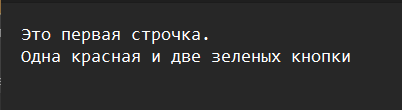 Это первая строчка.
Одна красная и две зеленых кнопки